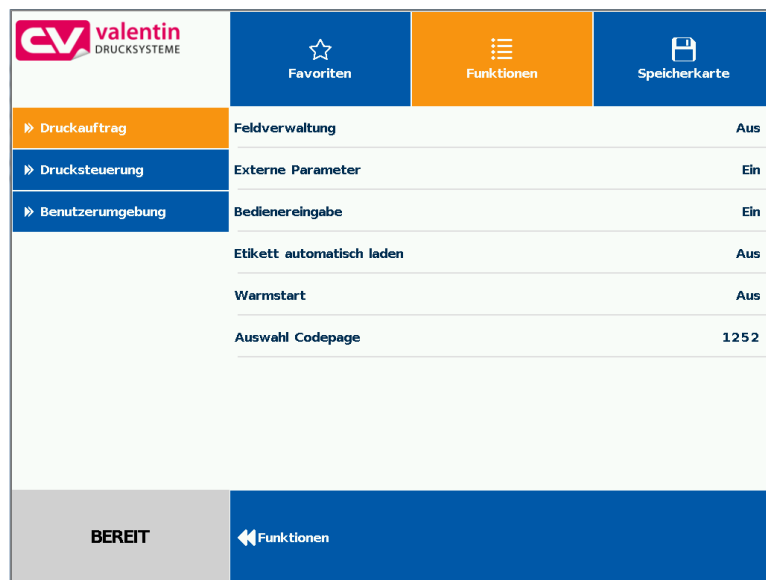 CV valentin
DRUCKSYSTEME
Favoriten
Funktionen
Speicherkarte
Druckauftrag
Feldverwaltung Aus
Drucksteuerung
Externe Parameter Ein
Benutzerumgebung
Bedienereingabe Ein
Etikett automatisch laden Aus
Warmstart Aus
Auswahl Codepage 1252
BEREIT
Funktionen